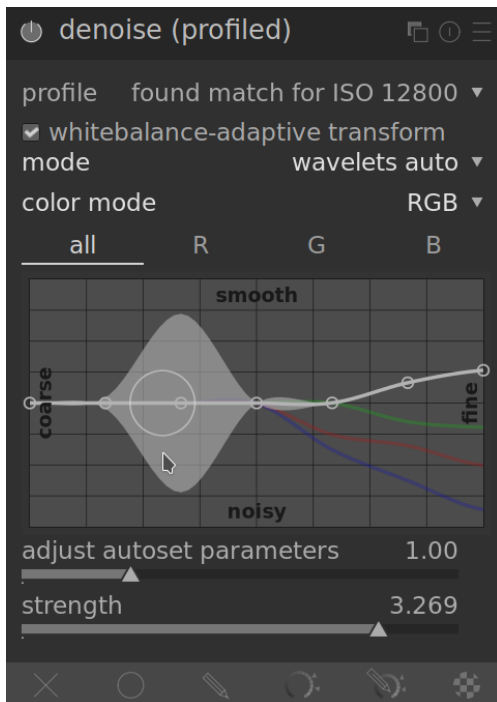 denoise (profiled)
profile found match for ISO 12800
whitebalance-adaptive transform
mode wavelets auto
color mode RGB
all R G B
smooth
coarse
fine
noisy
adjust autoset parameters 1.00
strength 3.269